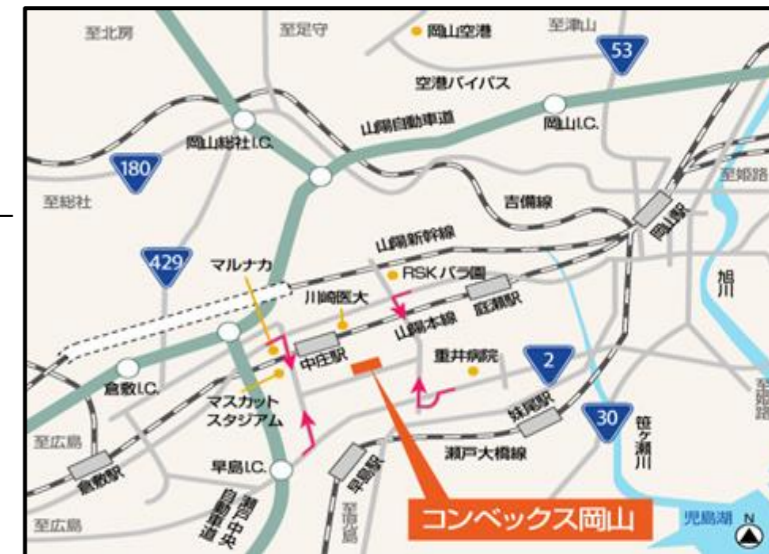 至北房
至足守
岡山空港
至津山
53
空港バイパス
山陽自動車道
岡山I.C.
岡山総社I.C.
180
至総社
吉備線
至姫路
岡山駅
429
マルナカ
山陽新幹線
RSKバラ園
旭川
川崎医大
庭瀬駅
山陽本線
中庄駅
重井病院
2
倉敷I.C.
マスカット
スタジアム
妹尾駅
至姫路
30
笹ヶ瀬川
至広島
倉敷駅
早島I.C.
早島駅
瀬戸大橋線
瀬戸中央
自動車道
至児島
コンベックス岡山
児島湖
N
至広島